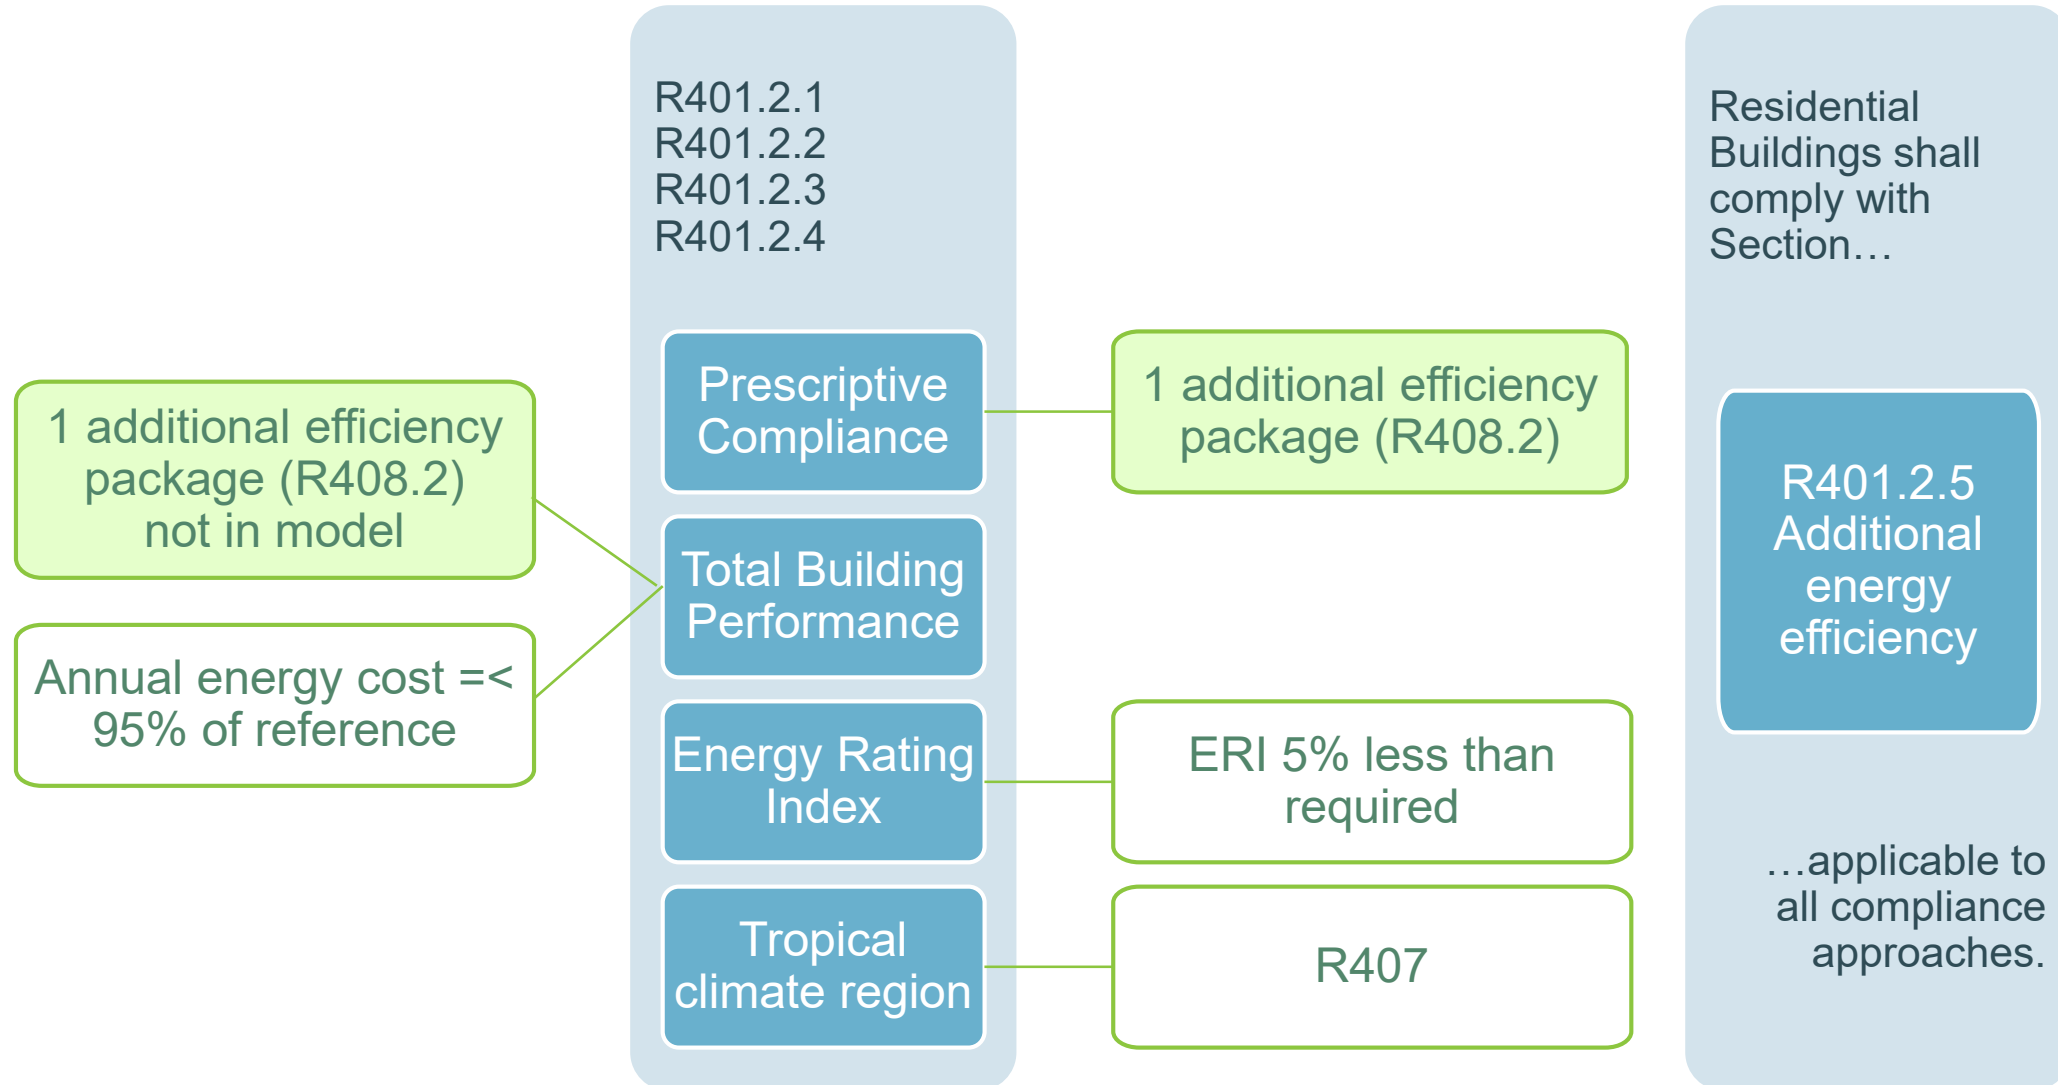 R401.2.1
R401.2.2
R401.2.3
R401.2.4
Prescriptive
Compliance
1 additional efficiency
package (R408.2)
1 additional efficiency
package (R408.2)
not in model
Annual energy cost =<
95% of reference
Total Building
Performance
Energy Rating
Index
ERI 5% less than
required
Tropical
climate region
R407
Residential
Buildings shall
comply with
Section…
R401.2.5
Additional
energy
efficiency
…applicable to
all compliance
approaches.